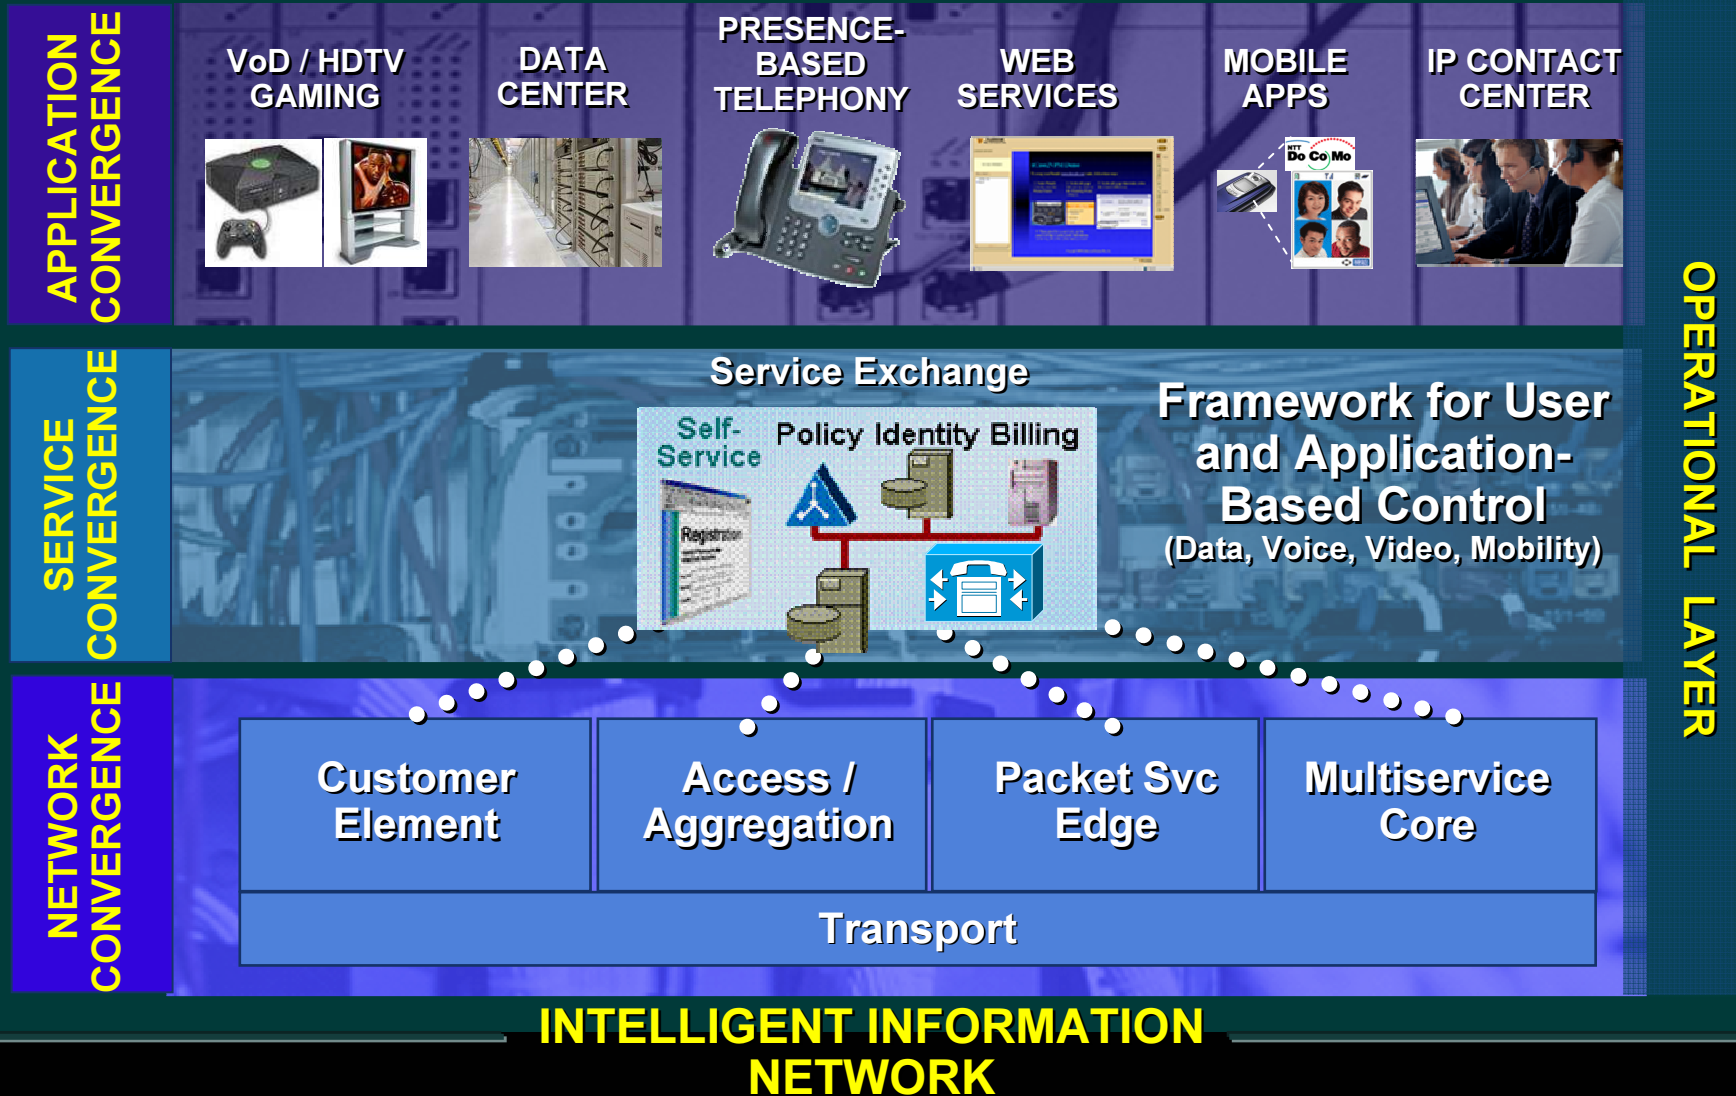 APPLICATION
CONVERGENCE
VoD / HDTV
GAMING
DATA
CENTER
PRESENCE-
BASED
TELEPHONY
WEB
SERVICES
MOBILE
APPS
IP CONTACT
CENTER
NTT
Do Co Mo
SERVICE
CONVERGENCE
Service Exchange
Self-
Service
Policy Identity Billing
Registration
Framework for User
and Application-
Based Control
(Data, Voice, Video, Mobility)
OPERATIONAL LAYER
NETWORK
CONVERGENCE
Customer
Element
Access /
Aggregation
Packet Svc
Edge
Multiservice
Core
Transport
INTELLIGENT INFORMATION
NETWORK